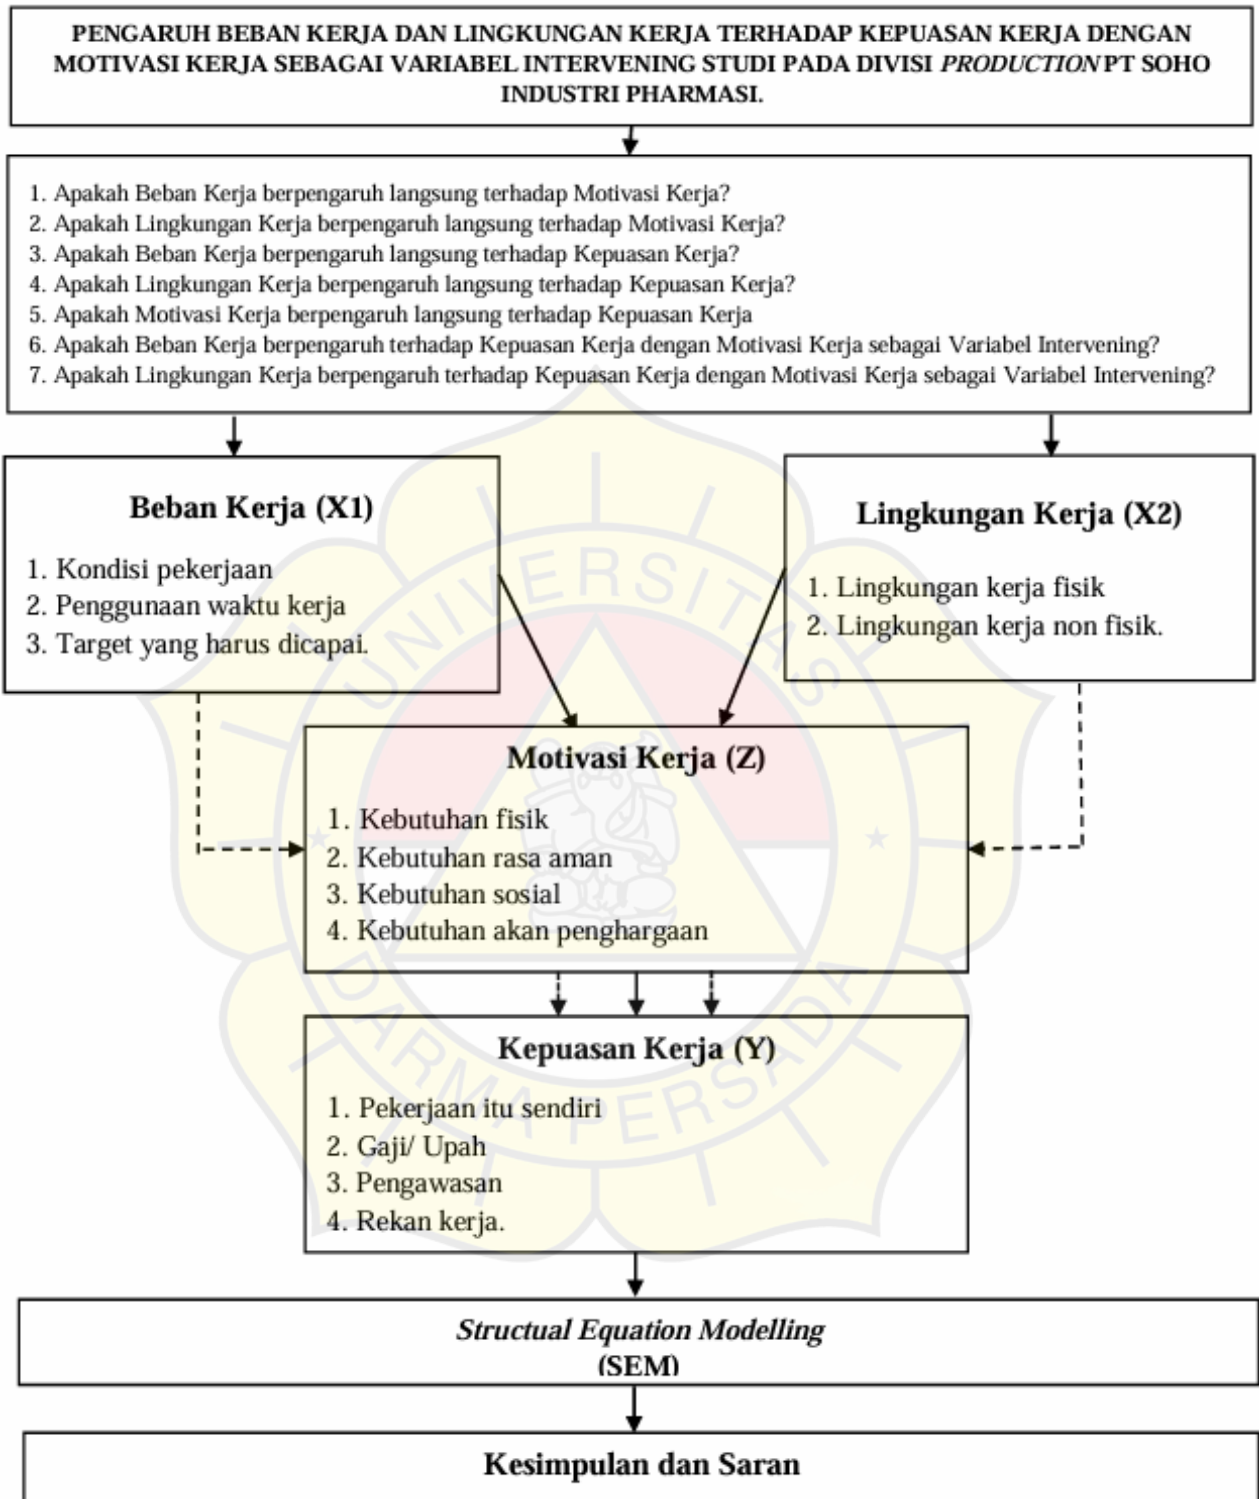 PENGARUH BEBAN KERJA DAN LINGKUNGAN KERJA TERHADAP KEPUASAN KERJA DENGAN
MOTIVASI KERJA SEBAGAI VARIABEL INTERVENING STUDI PADA DIVISI PRODUCTION PT SOHO
INDUSTRI PHARMASI.
1. Apakah Beban Kerja berpengaruh langsung terhadap Motivasi Kerja?
2. Apakah Lingkungan Kerja berpengaruh langsung terhadap Motivasi Kerja?
3. Apakah Beban Kerja berpengaruh langsung terhadap Kepuasan Kerja?
4. Apakah Lingkungan Kerja berpengaruh langsung terhadap Kepuasan Kerja?
5. Apakah Motivasi Kerja berpengaruh langsung terhadap Kepuasan Kerja
6. Apakah Beban Kerja berpengaruh terhadap Kepuasan Kerja dengan Motivasi Kerja sebagai Variabel Intervening?
7. Apakah Lingkungan Kerja berpengaruh terhadap Kepuasan Kerja dengan Motivasi Kerja sebagai Variabel Intervening?
Beban Kerja (X1)
1. Kondisi pekerjaan
2. Penggunaan waktu kerja
3. Target yang harus dicapai.
Lingkungan Kerja (X2)
1. Lingkungan kerja fisik
2. Lingkungan kerja non fisik.
UNIVERSITAS
Motivasi Kerja (Z)
1. Kebutuhan fisik
2. Kebutuhan rasa aman
3. Kebutuhan sosial
4. Kebutuhan akan penghargaan
DARMA PERSADA
Kepuasan Kerja (Y)
1. Pekerjaan itu sendiri
2. Gaji/ Upah
3. Pengawasan
4. Rekan kerja.
Structual Equation Modelling
(SEM)
Kesimpulan dan Saran